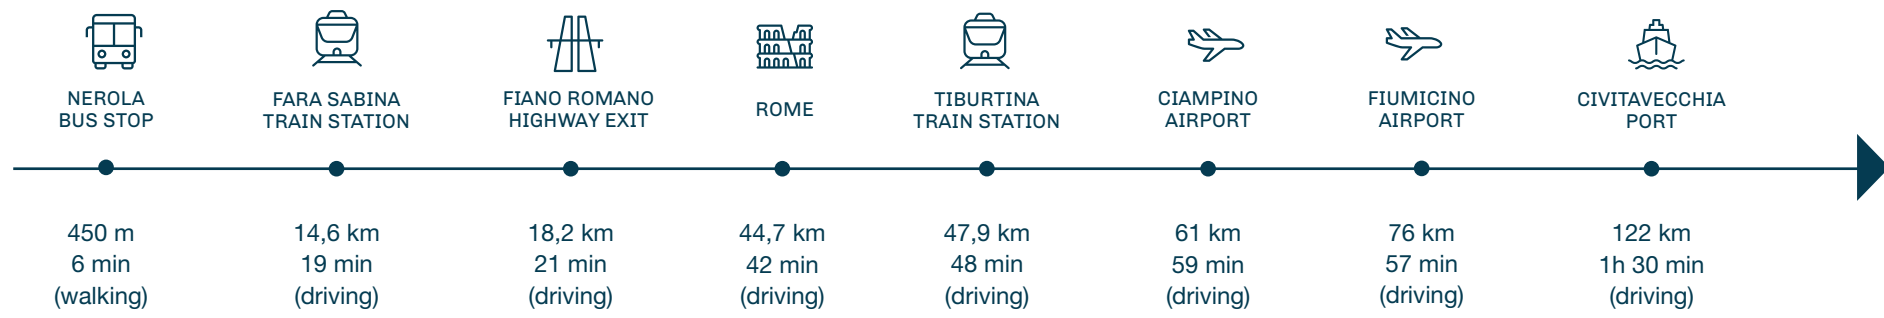 NEROLA
BUS STOP
FARA SABINA
TRAIN STATION
FIANO ROMANO
HIGHWAY EXIT
ROME
TIBURTINA
TRAIN STATION
CIAMPINO
AIRPORT
FIUMICINO
AIRPORT
CIVITAVECCHIA
PORT
450 m
6 min
(walking)
14,6 km
19 min
(driving)
18,2 km
21 min
(driving)
44,7 km
42 min
(driving)
47,9 km
48 min
(driving)
61 km
59 min
(driving)
76 km
57 min
(driving)
122 km
1h 30 min
(driving)